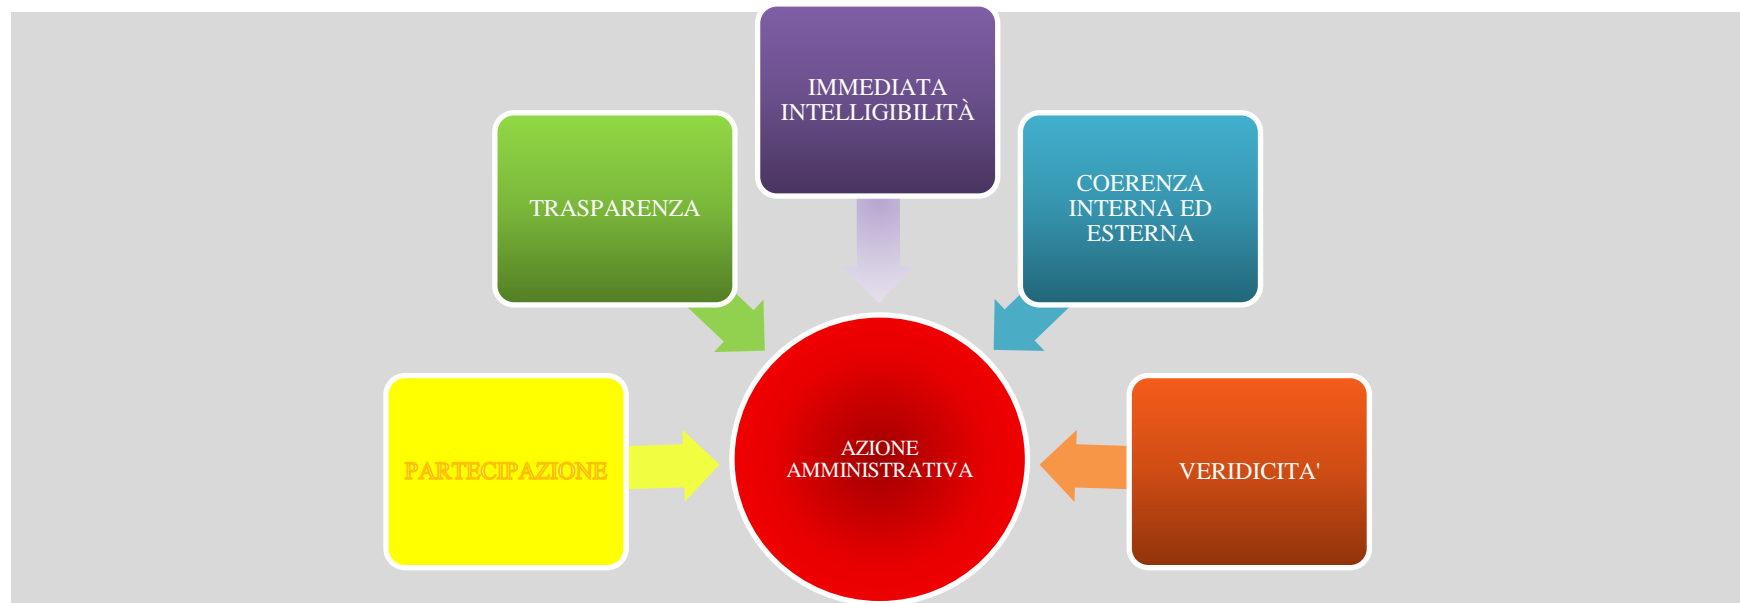 IMMEDIATA
INTELLIGIBILITÀ
TRASPARENZA
COERENZA
INTERNA ED
ESTERNA
PARTECIPAZIONE
AZIONE
AMMINISTRATIVA
VERIDICITA'